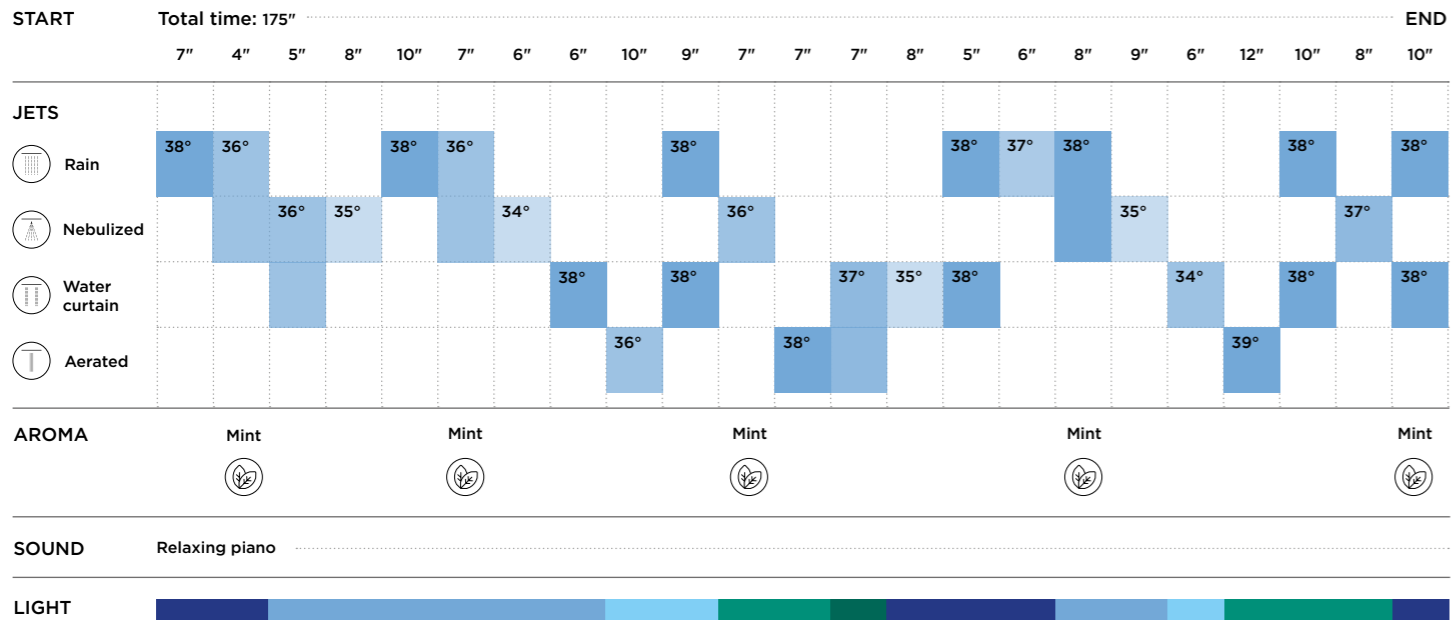 START Total time: 175" END
7" 4" 5" 8" 10" 7" 6" 6" 10" 9" 7" 7" 7" 8" 5" 6" 8" 9" 6" 12" 10" 8" 10"
JETS
Rain 38° 36° 38° 36° 38° 38° 37° 38° 38° 38°
Nebulized 36° 35° 34° 36° 35° 37°
Water
curtain 38° 38° 37° 35° 38° 34° 38° 38°
Aerated 36° 38° 39°
AROMA Mint Mint Mint Mint Mint
SOUND Relaxing piano
LIGHT